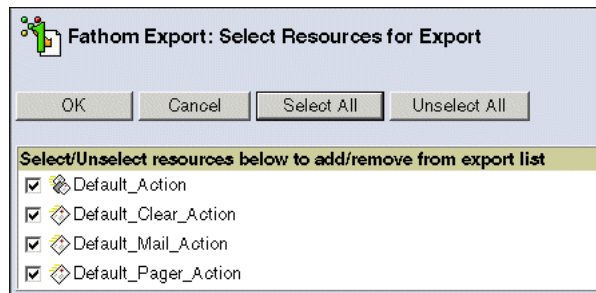 Fathom Export: Select Resources for Export
OK Cancel Select All Unselect All
Select/Unselect resources below to add/remove from export list
Default_Action
Default_Clear_Action
Default_Mail_Action
Default_Pager_Action